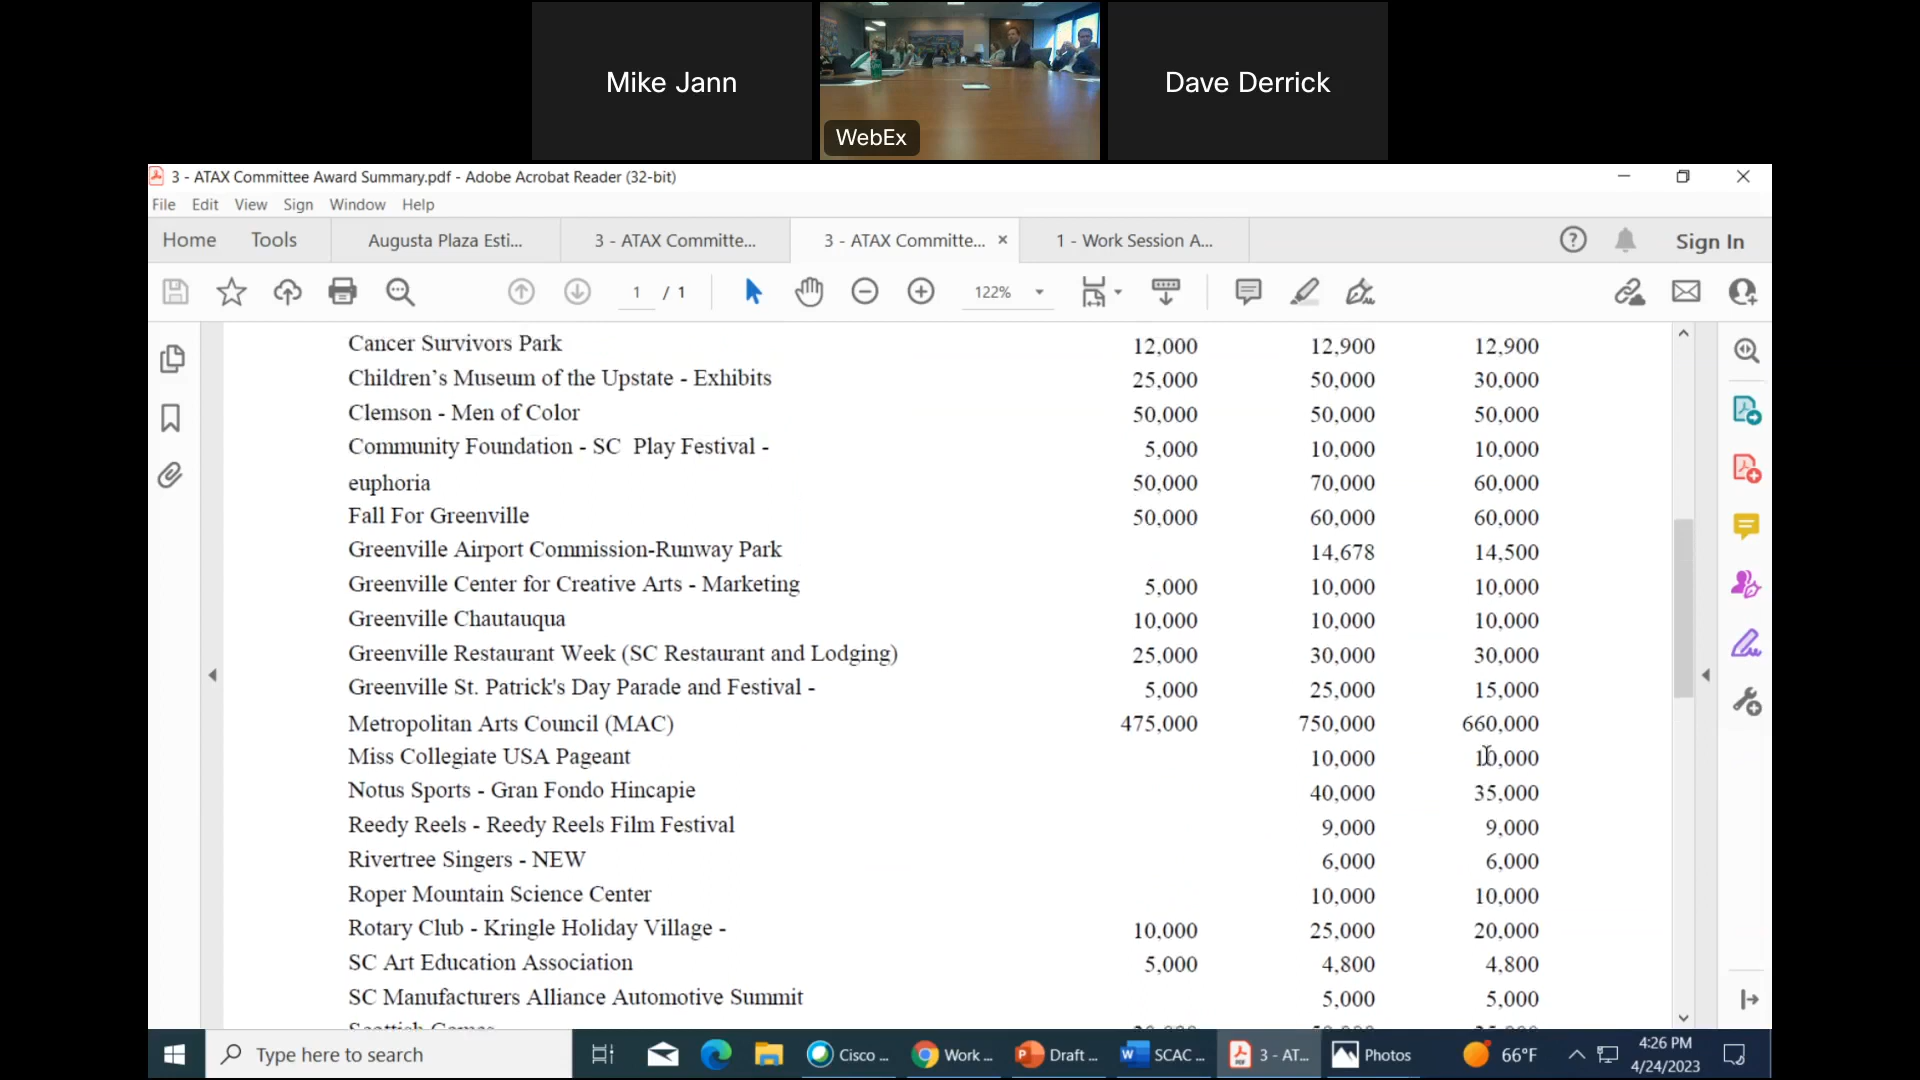 Mike Jann
WebEx
Dave Derrick
3 - ATAX Committee Award Summary.pdf - Adobe Acrobat Reader (32-bit)
File Edit View Sign Window Help
Home Tools Augusta Plaza Esti... 3 - ATAX Committe... 3 - ATAX Committe... × 1 - Work Session A... Sign In
1 / 1 122%
Cancer Survivors Park 12,000 12,900 12,900
Children's Museum of the Upstate - Exhibits 25,000 50,000 30,000
Clemson - Men of Color 50,000 50,000 50,000
Community Foundation - SC Play Festival - 5,000 10,000 10,000
euphoria 50,000 70,000 60,000
Fall For Greenville 50,000 60,000 60,000
Greenville Airport Commission-Runway Park 14,678 14,500
Greenville Center for Creative Arts - Marketing 5,000 10,000 10,000
Greenville Chautauqua 10,000 10,000 10,000
Greenville Restaurant Week (SC Restaurant and Lodging) 25,000 30,000 30,000
Greenville St. Patrick's Day Parade and Festival - 5,000 25,000 15,000
Metropolitan Arts Council (MAC) 475,000 750,000 660,000
Miss Collegiate USA Pageant 10,000 10,000
Notus Sports - Gran Fondo Hincapie 40,000 35,000
Reedy Reels - Reedy Reels Film Festival 9,000 9,000
Rivertree Singers - NEW 6,000 6,000
Roper Mountain Science Center 10,000 10,000
Rotary Club - Kringle Holiday Village - 10,000 25,000 20,000
SC Art Education Association 5,000 4,800 4,800
SC Manufacturers Alliance Automotive Summit 5,000 5,000
Scottish Games
Type here to search Cisco ... Work ... Draft ... SCAC ... 3 - AT... Photos 66°F 4:26 PM
4/24/2023